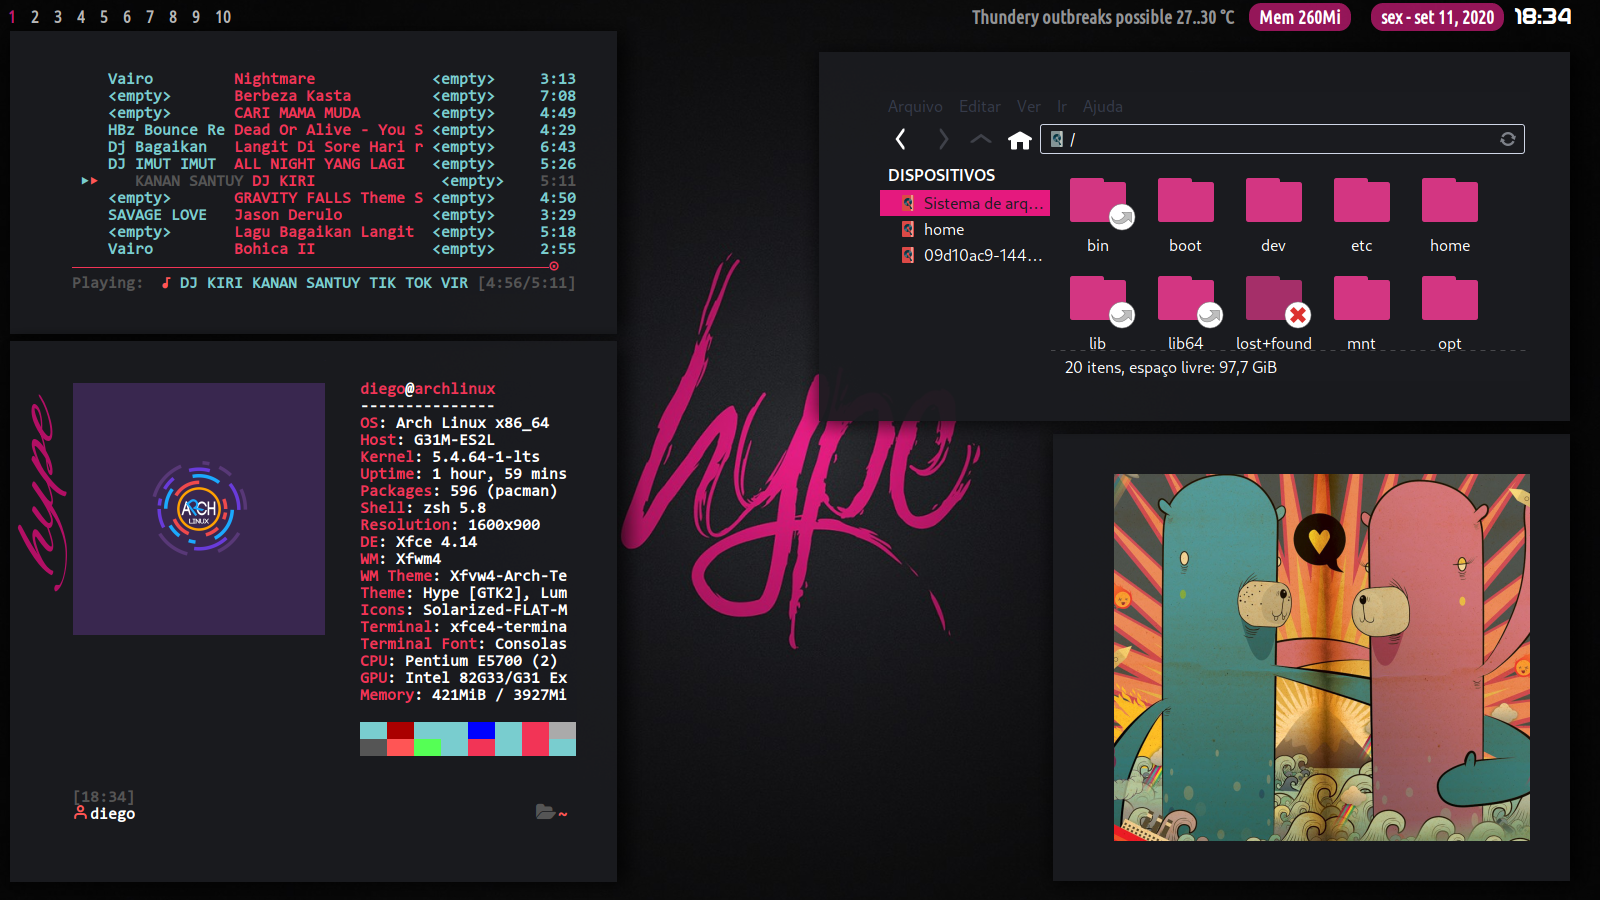 1 2 3 4 5 6 7 8 9 10
Thundery outbreaks possible 27..30 °C Mem 260Mi sex - set 11, 2020 18:34
Vairo Nightmare <empty> 3:13
<empty> Berbeza Kasta <empty> 7:08
<empty> CARI MAMA MUDA <empty> 4:49
HBz Bounce Re Dead Or Alive - You S <empty> 4:29
Dj Bagaikan Langit Di Sore Hari r <empty> 6:43
DJ IMUT IMUT ALL NIGHT YANG LAGI <empty> 5:26
KANAN SANTUY DJ KIRI <empty> 5:11
<empty> GRAVITY FALLS Theme S <empty> 4:50
SAVAGE LOVE Jason Derulo <empty> 3:29
<empty> Lagu Bagaikan Langit <empty> 5:18
Vairo Bohica II <empty> 2:55
Playing: DJ KIRI KANAN SANTUY TIK TOK VIR [4:56/5:11]
Arquivo Editar Ver Ir Ajuda
/
DISPOSITIVOS
Sistema de arq...
home
09d10ac9-144...
bin boot dev etc home
lib lib64 lost+found mnt opt
20 itens, espaço livre: 97,7 GiB
hype
hype
ARCH
LINUX
diego@archlinux
---------------
OS: Arch Linux x86_64
Host: G31M-ES2L
Kernel: 5.4.64-1-lts
Uptime: 1 hour, 59 mins
Packages: 596 (pacman)
Shell: zsh 5.8
Resolution: 1600x900
DE: Xfce 4.14
WM: Xfwm4
WM Theme: Xfvw4-Arch-Te
Theme: Hype [GTK2], Lum
Icons: Solarized-FLAT-M
Terminal: xfce4-termina
Terminal Font: Consolas
CPU: Pentium E5700 (2)
GPU: Intel 82G33/G31 Ex
Memory: 421MiB / 3927Mi
[18:34]
diego ~